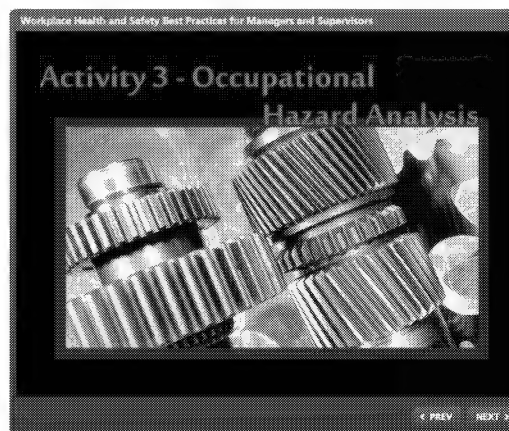 Workplace Health and Safety Best Practices for Managers and Supervisors
Activity 3 - Occupational
Hazard Analysis
< PREV
NEXT >